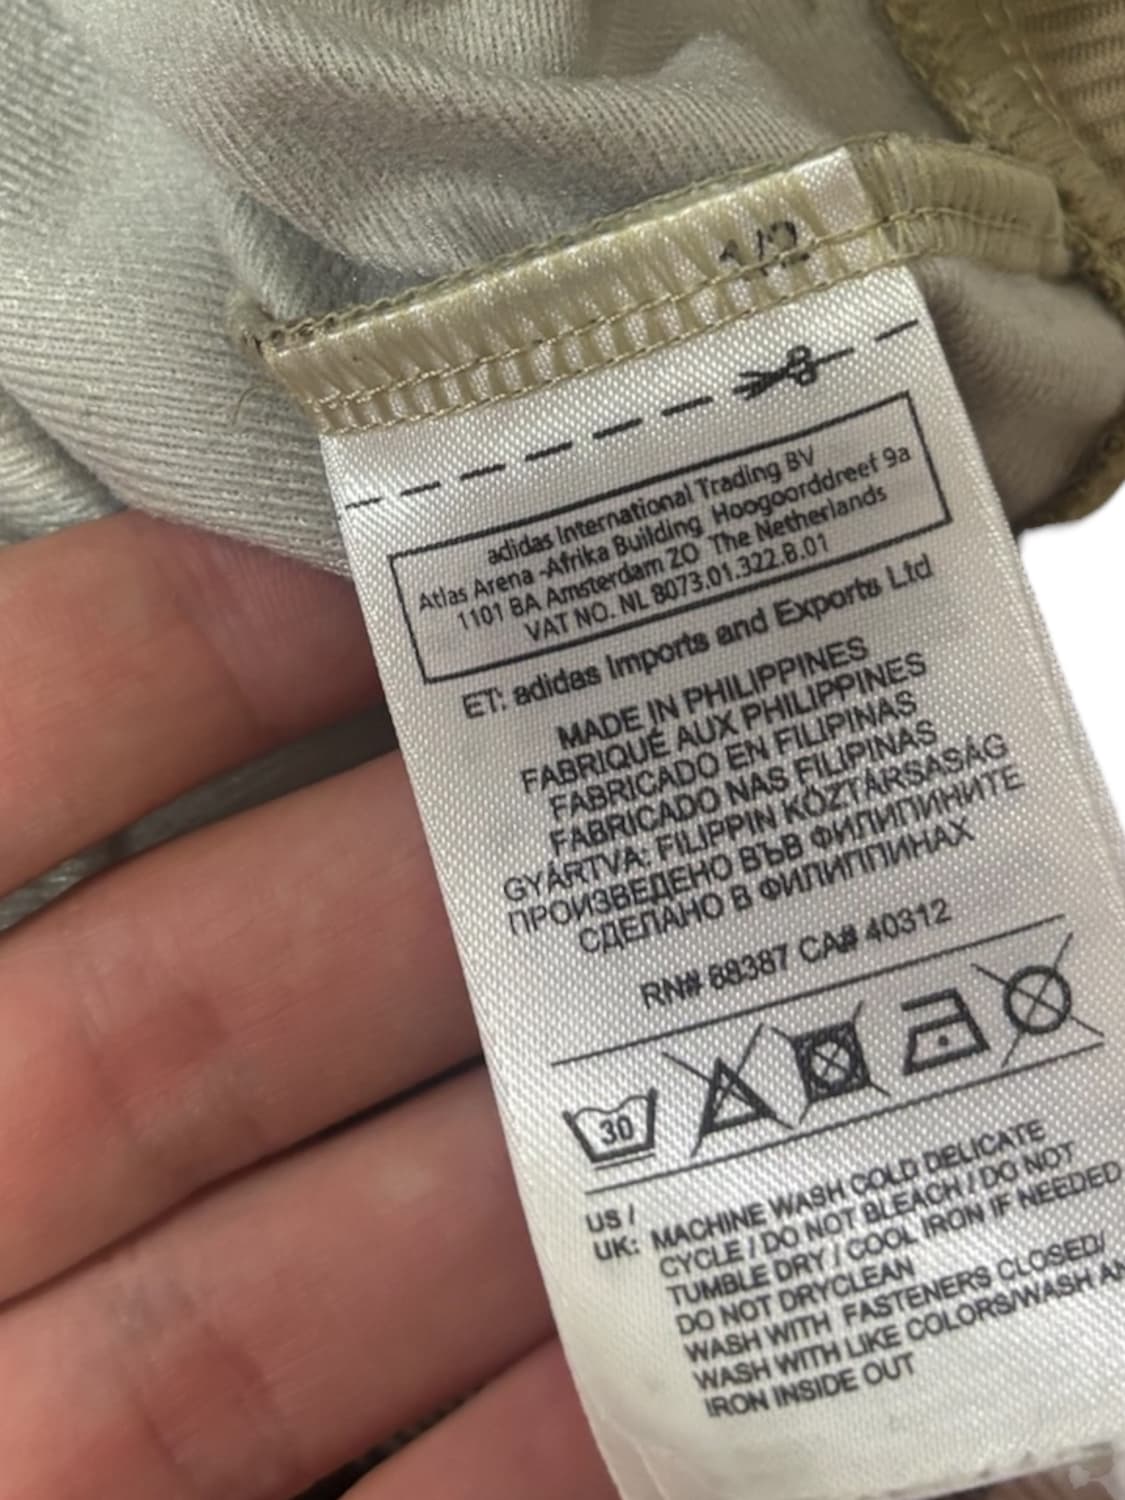 1/2
adidas International Trading BV
Atlas Arena -Afrika Building Hoogoorddreef 9a
1101 BA Amsterdam ZO The Netherlands
VAT NO. NL 8073.01.322.B.01
ET: adidas Imports and Exports Ltd
MADE IN PHILIPPINES
FABRIQUÉ AUX PHILIPPINES
FABRICADO EN FILIPINAS
FABRICADO NAS FILIPINAS
GYÁRTVA: FILIPPIN KÖZTÁRSASÁG
ПРОИЗВЕДЕНО ВЪВ ФИЛИПИНИТЕ
СДЕЛАНО В ФИЛИППИНАХ
RN# 88387 CA# 40312
30
US / UK: MACHINE WASH COLD DELICATE
CYCLE / DO NOT BLEACH / DO NOT
TUMBLE DRY / COOL IRON IF NEEDED
DO NOT DRYCLEAN
WASH WITH FASTENERS CLOSED/
WASH WITH LIKE COLORS/WASH AN
IRON INSIDE OUT